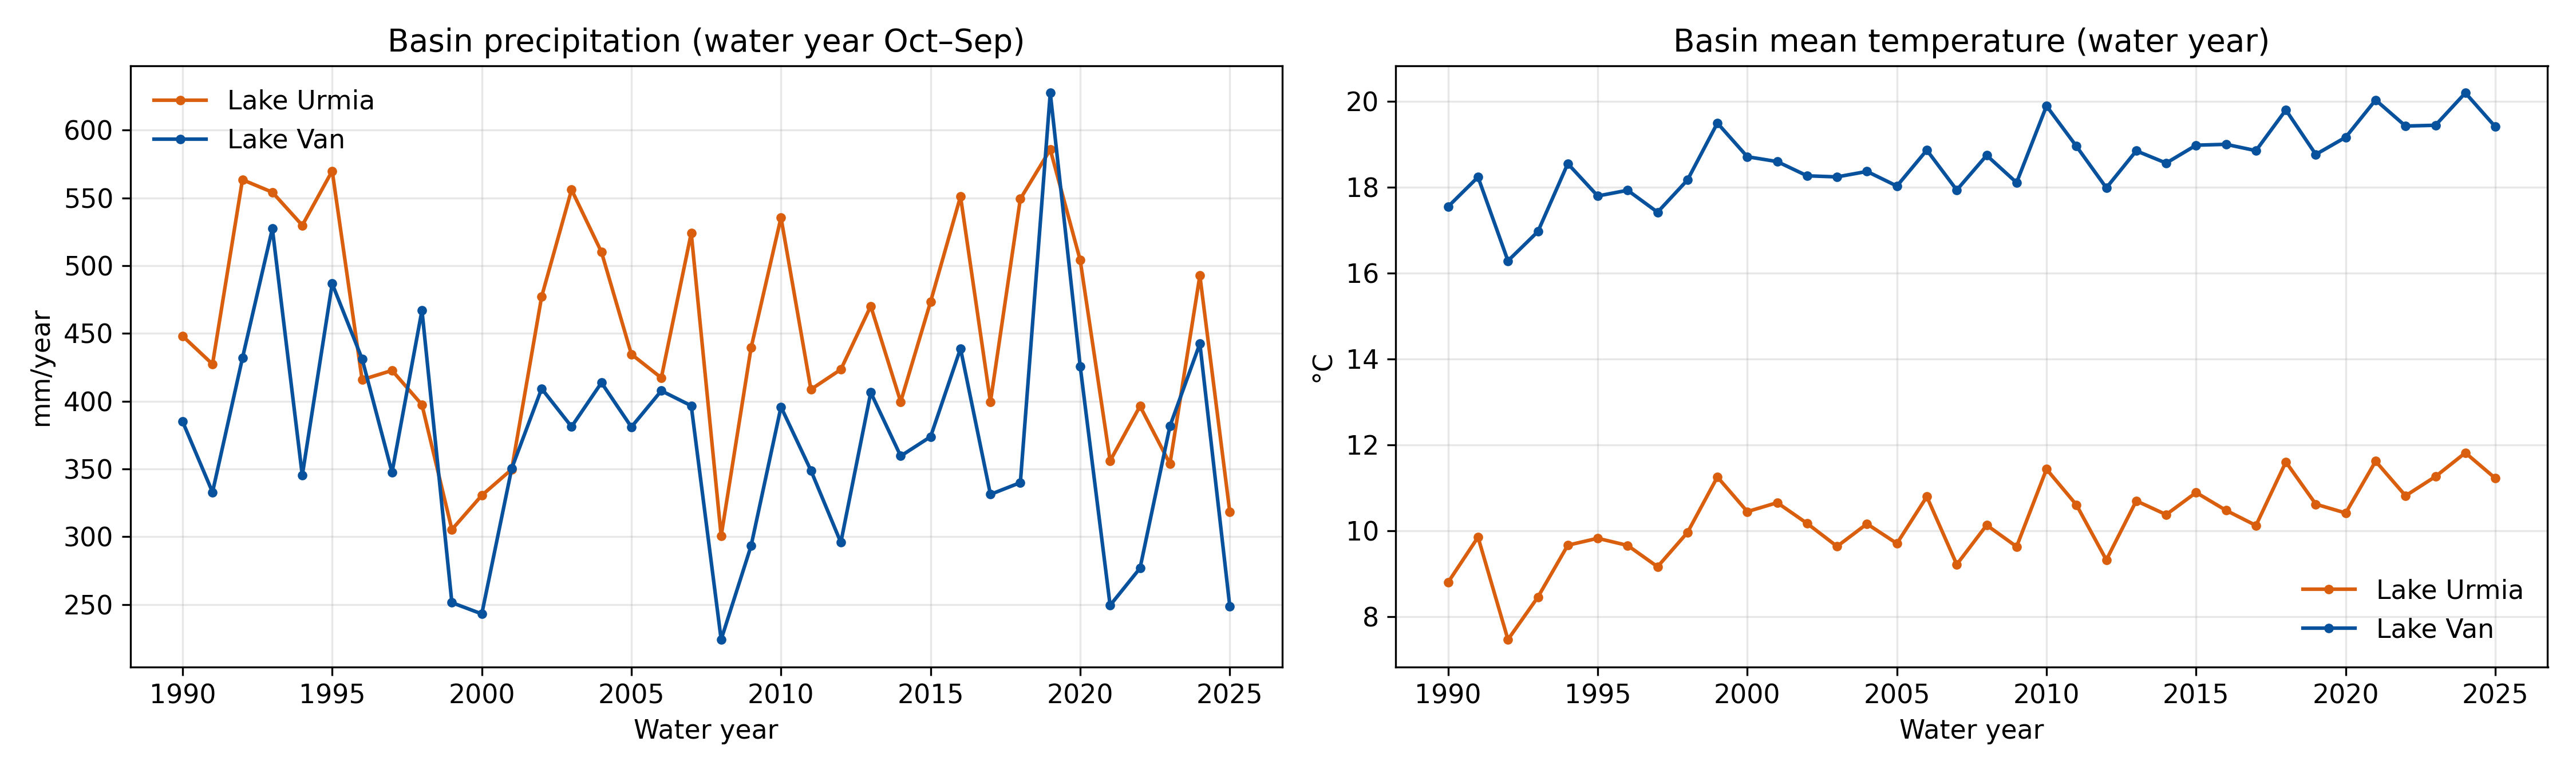 Basin precipitation (water year Oct–Sep)
Lake Urmia
Lake Van
600
550
500
450
400
350
300
250
mm/year
1990 1995 2000 2005 2010 2015 2020 2025
Water year
Basin mean temperature (water year)
20
18
16
14
12
10
8
°C
Lake Urmia
Lake Van
1990 1995 2000 2005 2010 2015 2020 2025
Water year